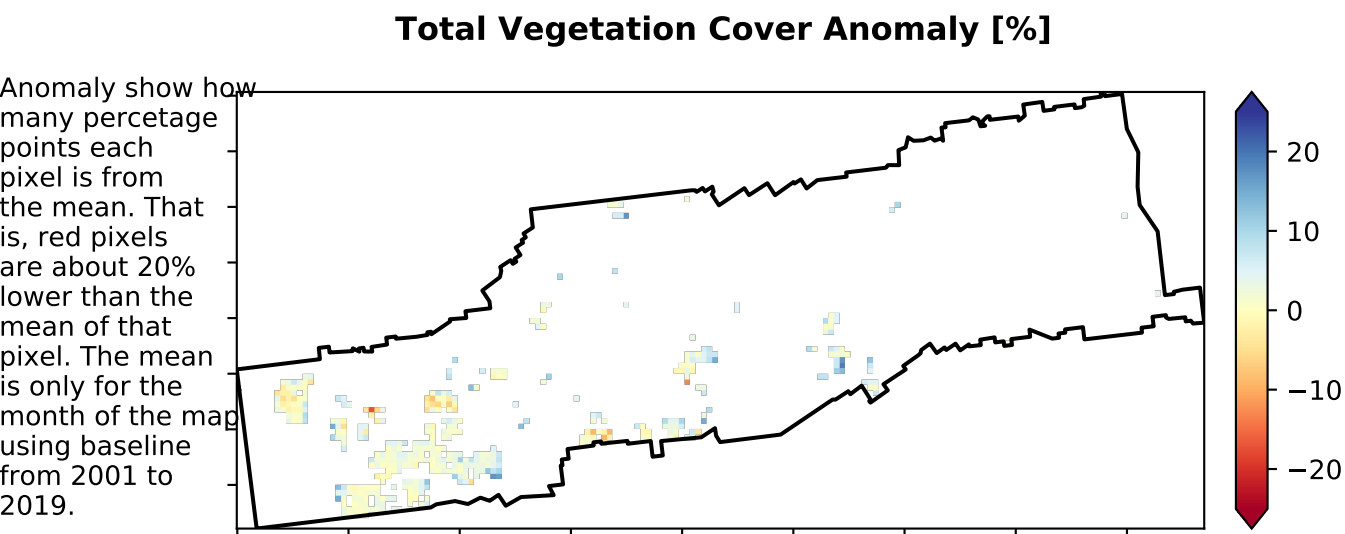 Total Vegetation Cover Anomaly [%]
Anomaly show how
many percetage
points each
pixel is from
the mean. That
is, red pixels
are about 20%
lower than the
mean of that
pixel. The mean
is only for the
month of the map
using baseline
from 2001 to
2019.
20
10
0
−10
−20